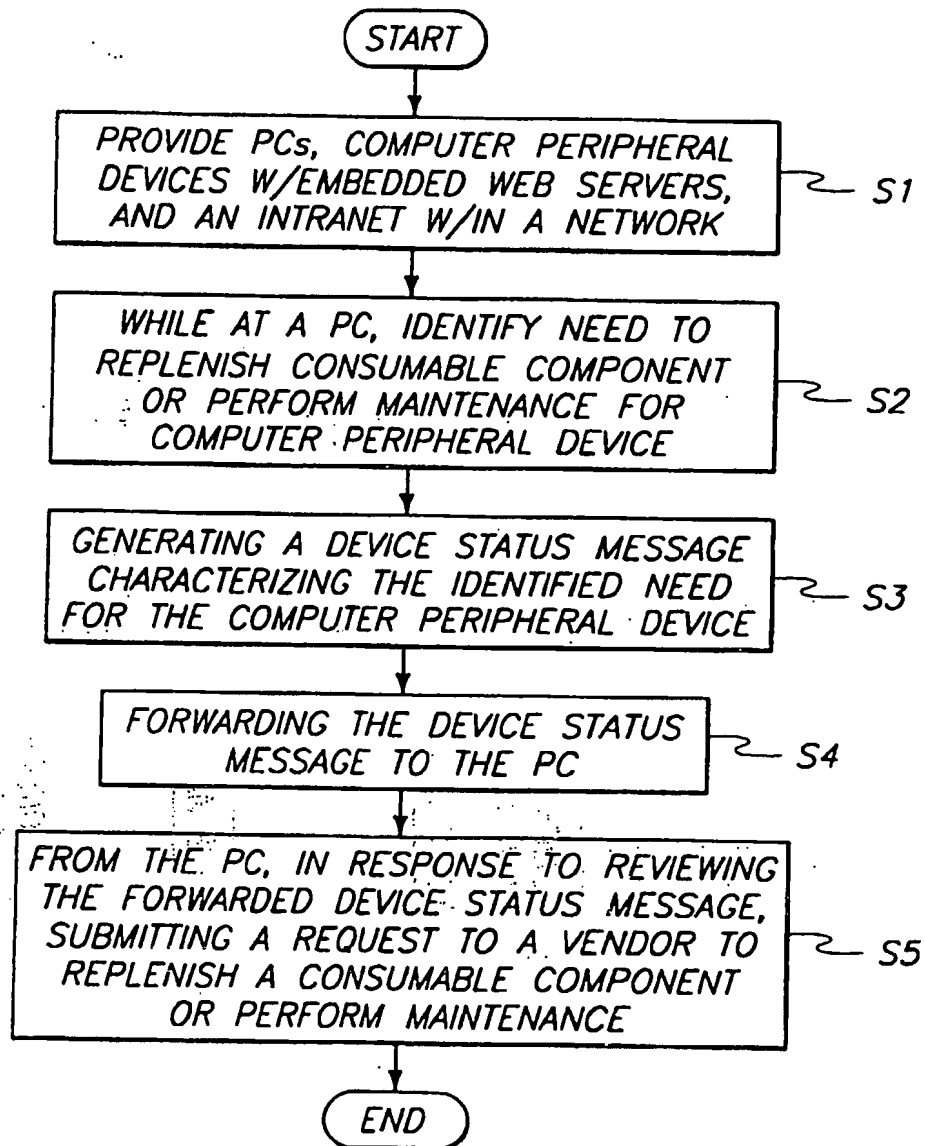 START
PROVIDE PCs, COMPUTER PERIPHERAL
DEVICES W/EMBEDDED WEB SERVERS,
AND AN INTRANET W/IN A NETWORK
S1
WHILE AT A PC, IDENTIFY NEED TO
REPLENISH CONSUMABLE COMPONENT
OR PERFORM MAINTENANCE FOR
COMPUTER PERIPHERAL DEVICE
S2
GENERATING A DEVICE STATUS MESSAGE
CHARACTERIZING THE IDENTIFIED NEED
FOR THE COMPUTER PERIPHERAL DEVICE
S3
FORWARDING THE DEVICE STATUS
MESSAGE TO THE PC
S4
FROM THE PC, IN RESPONSE TO REVIEWING
THE FORWARDED DEVICE STATUS MESSAGE,
SUBMITTING A REQUEST TO A VENDOR TO
REPLENISH A CONSUMABLE COMPONENT
OR PERFORM MAINTENANCE
S5
END